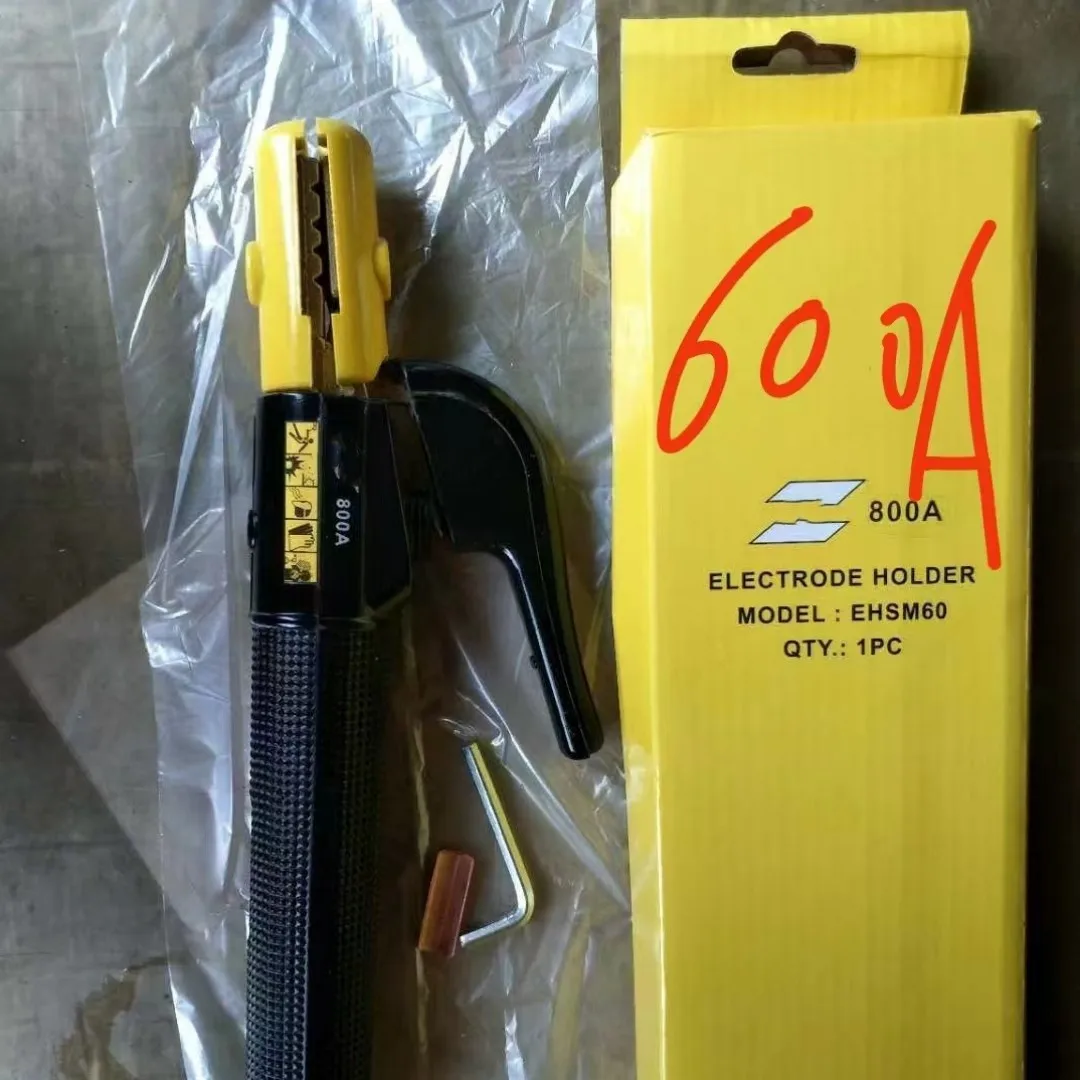 600A
800A
800A
ELECTRODE HOLDER
MODEL : EHSM60
QTY.: 1PC